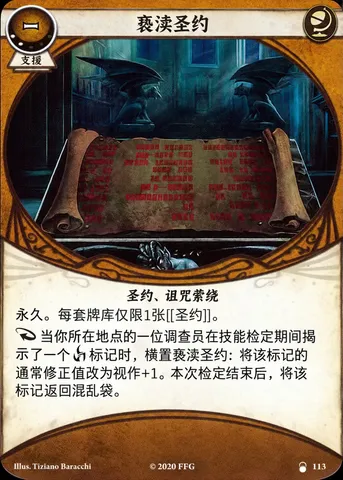 亵渎圣约
支援
圣约、诅咒萦绕
永久。每套牌库仅限1张[[圣约]]。
当你所在地点的一位调查员在技能检定期间揭
示了一个标记时，横置亵渎圣约：将该标记的
通常修正值改为视作+1。本次检定结束后，将该
标记返回混乱袋。
Illus. Tiziano Baracchi
© 2020 FFG
113